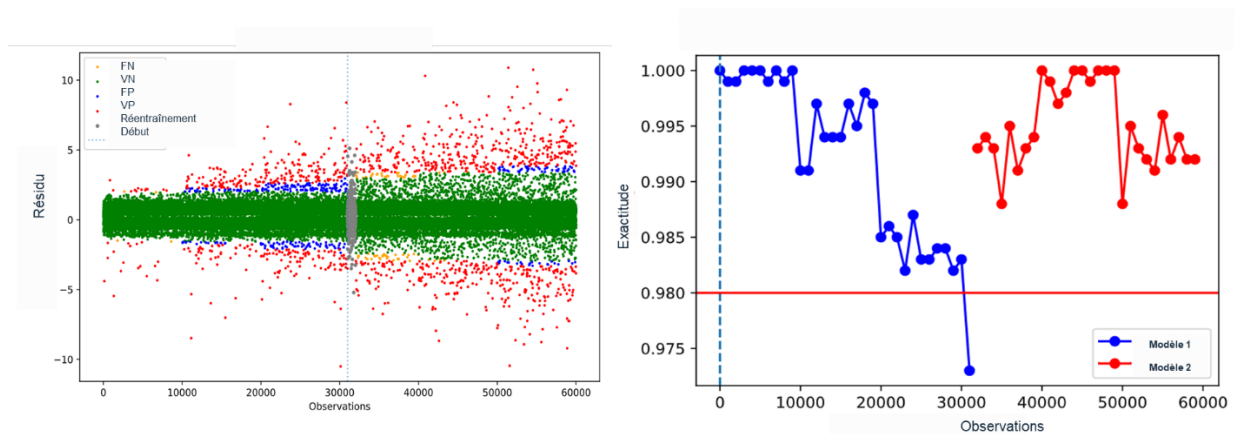 FN
VN
FP
VP
Réentraînement
Début
10
5
0
−5
−10
Résidu
0
10000
20000
30000
40000
50000
60000
Observations
1.000
0.995
0.990
0.985
0.980
0.975
Exactitude
Modèle 1
Modèle 2
0
10000
20000
30000
40000
50000
60000
Observations